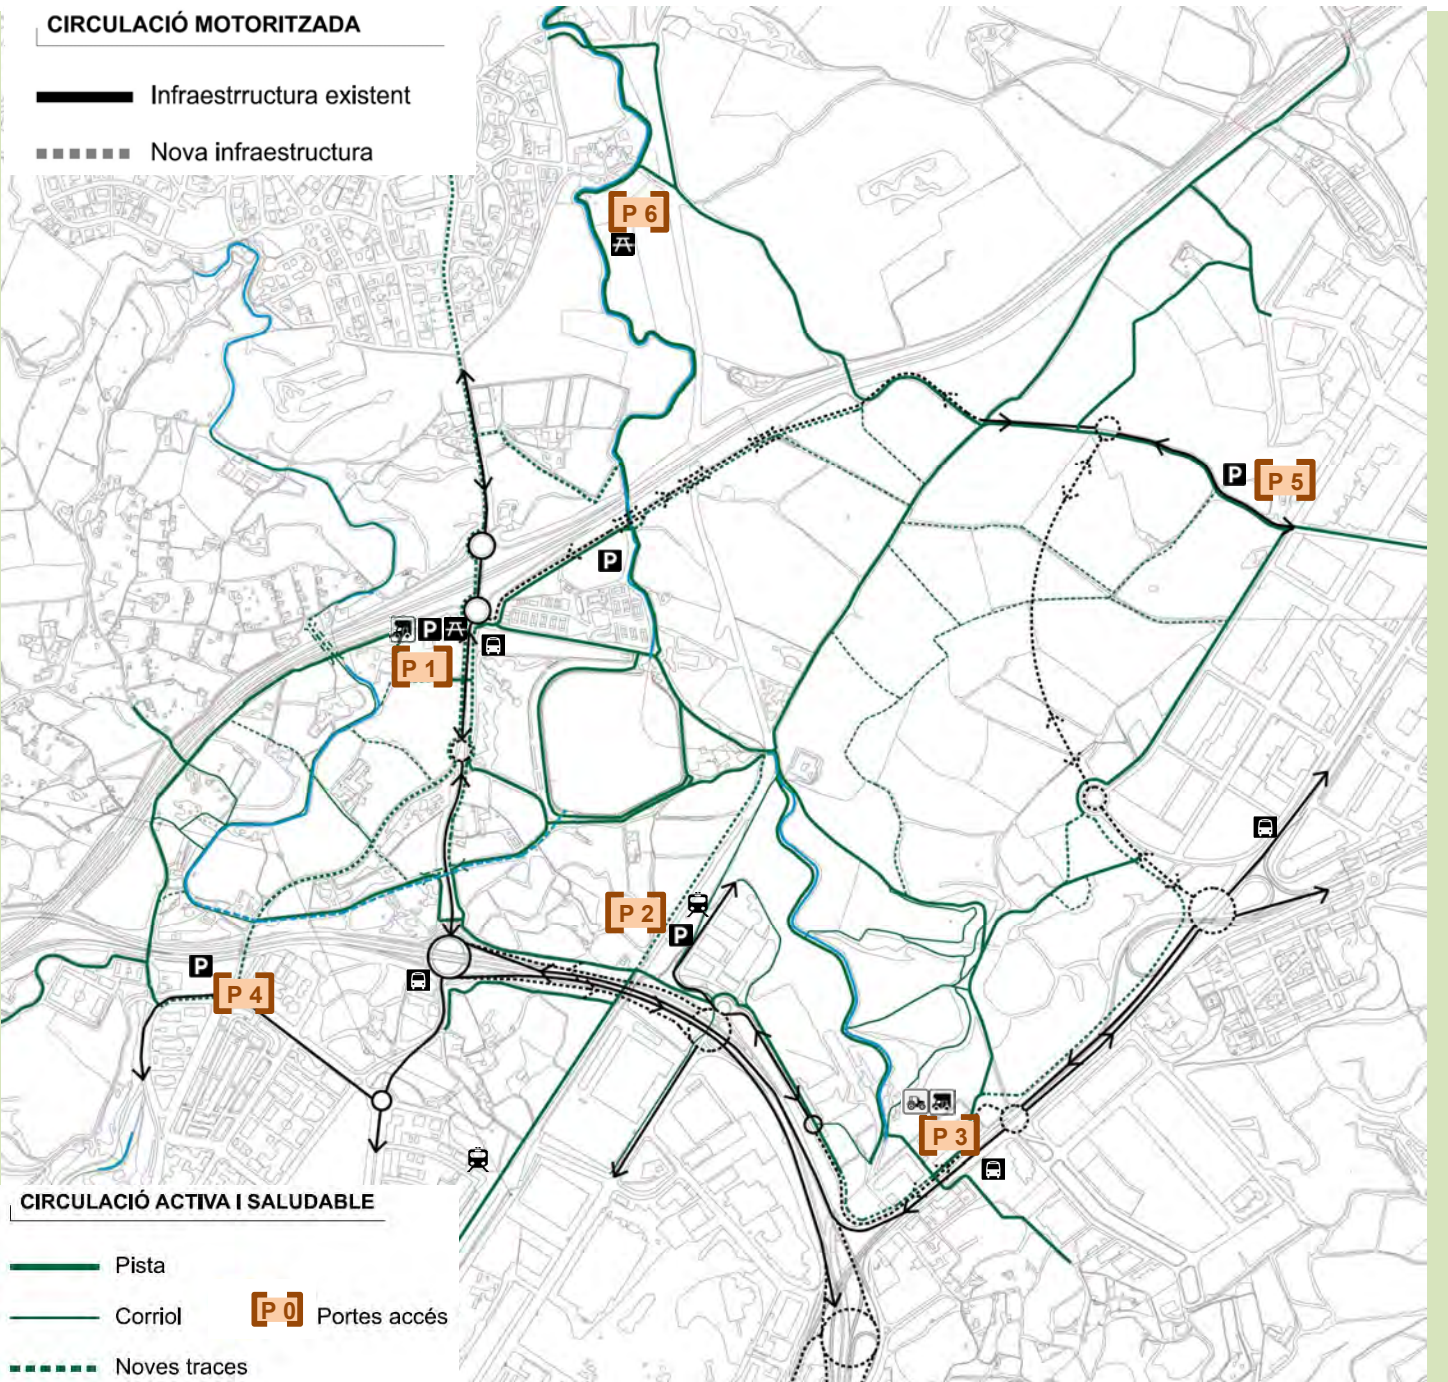 CIRCULACIÓ MOTORITZADA
Infraestrructura existent
Nova infraestructura
P 6
P
P 5
P
P
P 1
P 2
P
P
P 4
P 3
CIRCULACIÓ ACTIVA I SALUDABLE
Pista
Corriol
P 0 Portes accés
Noves traces